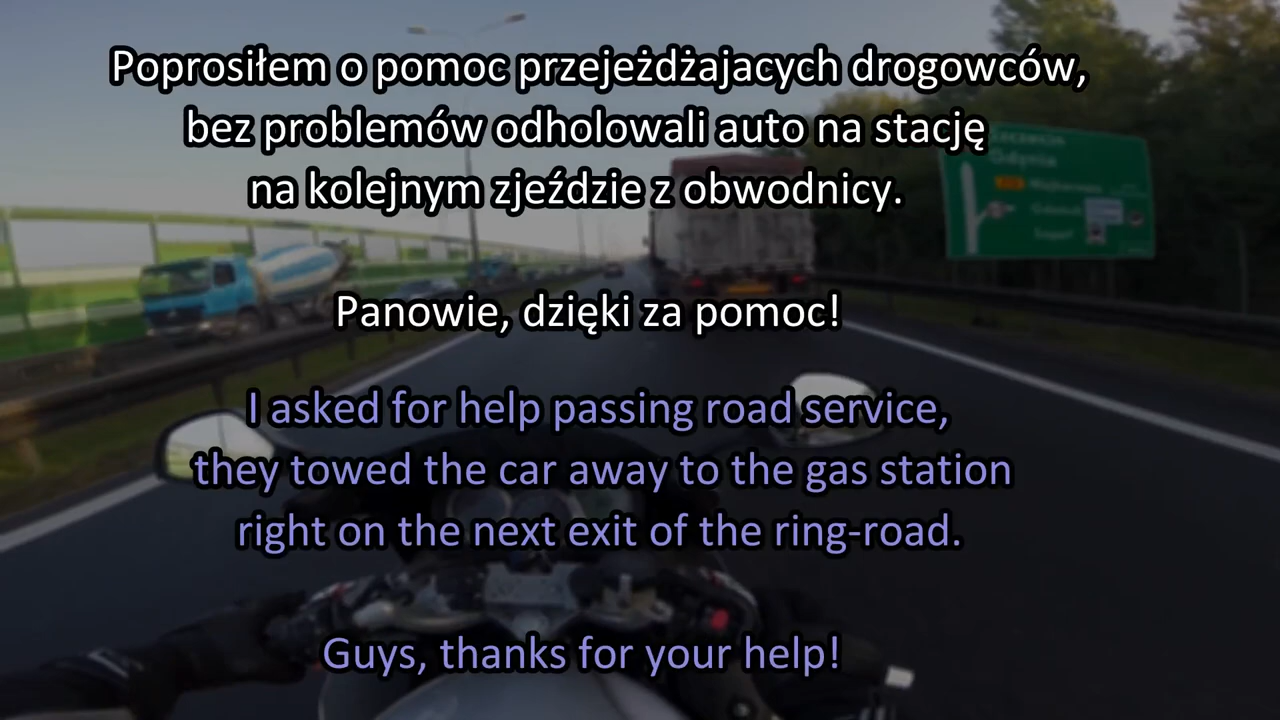 Poprosiłem o pomoc przejeżdżajacych drogowców,
bez problemów odholowali auto na stację
na kolejnym zjeździe z obwodnicy.
Szczecin
Gdynia
Panowie, dzięki za pomoc!
I asked for help passing road service,
they towed the car away to the gas station
right on the next exit of the ring-road.
Guys, thanks for your help!